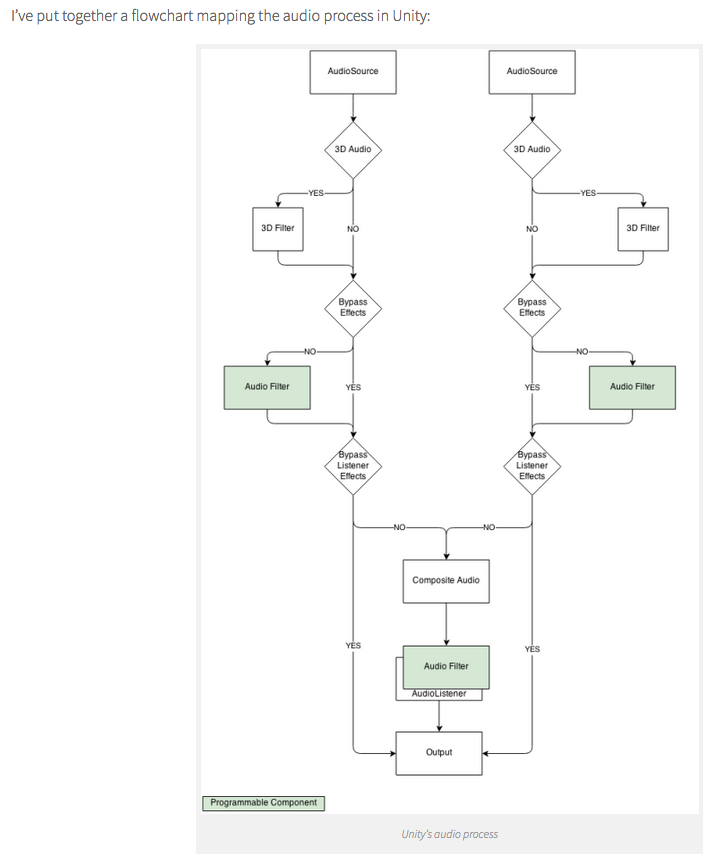 I've put together a flowchart mapping the audio process in Unity:
AudioSource
AudioSource
3D Audio
3D Audio
YES
YES
3D Filter
NO
NO
3D Filter
Bypass
Effects
Bypass
Effects
NO
NO
Audio Filter
YES
YES
Audio Filter
Bypass
Listener
Effects
Bypass
Listener
Effects
NO
NO
Composite Audio
YES
YES
Audio Filter
AudioListener
Output
Programmable Component
Unity's audio process